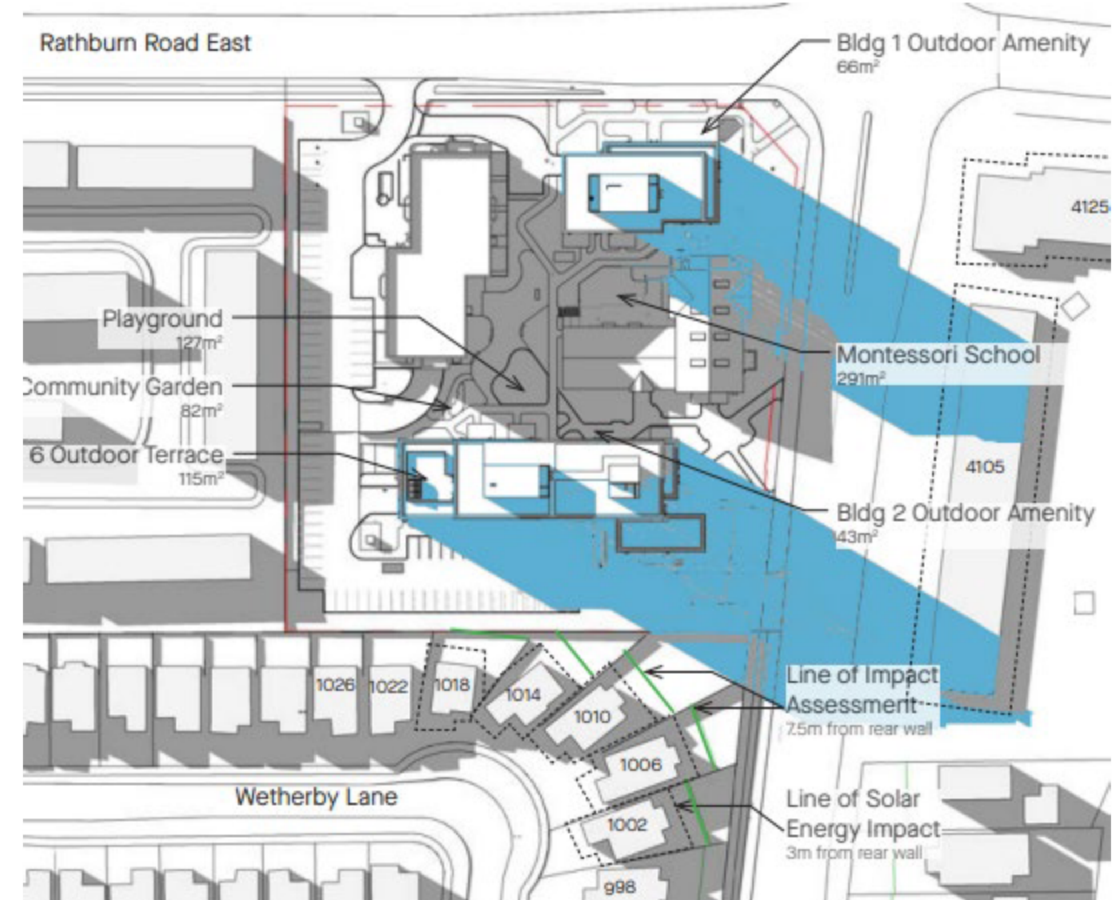 Rathburn Road East
Bldg 1 Outdoor Amenity
66m²
4125
Playground
127m²
Montessori School
291m²
Community Garden
82m²
6 Outdoor Terrace
115m²
4105
Bldg 2 Outdoor Amenity
43m²
1026
1022
1018
1014
1010
1006
1002
998
Line of Impact
Assessment
7.5m from rear wall
Wetherby Lane
Line of Solar
Energy Impact
3m from rear wall